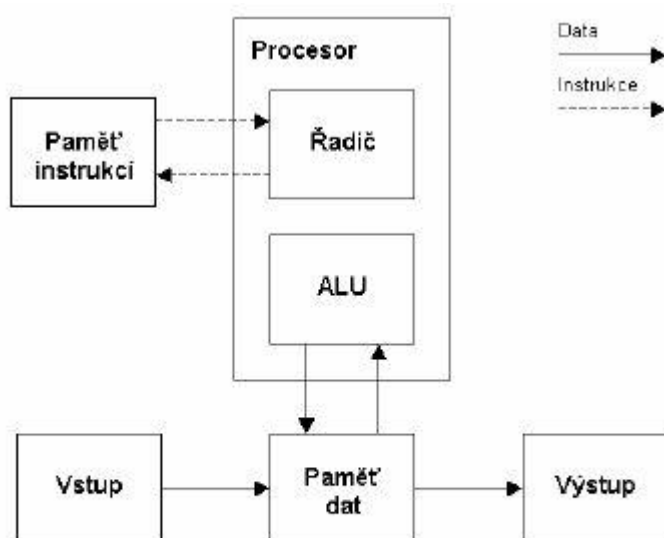 Procesor
Data
Instrukce
Paměť
instrukcí
Řadič
ALU
Vstup
Paměť
dat
Výstup